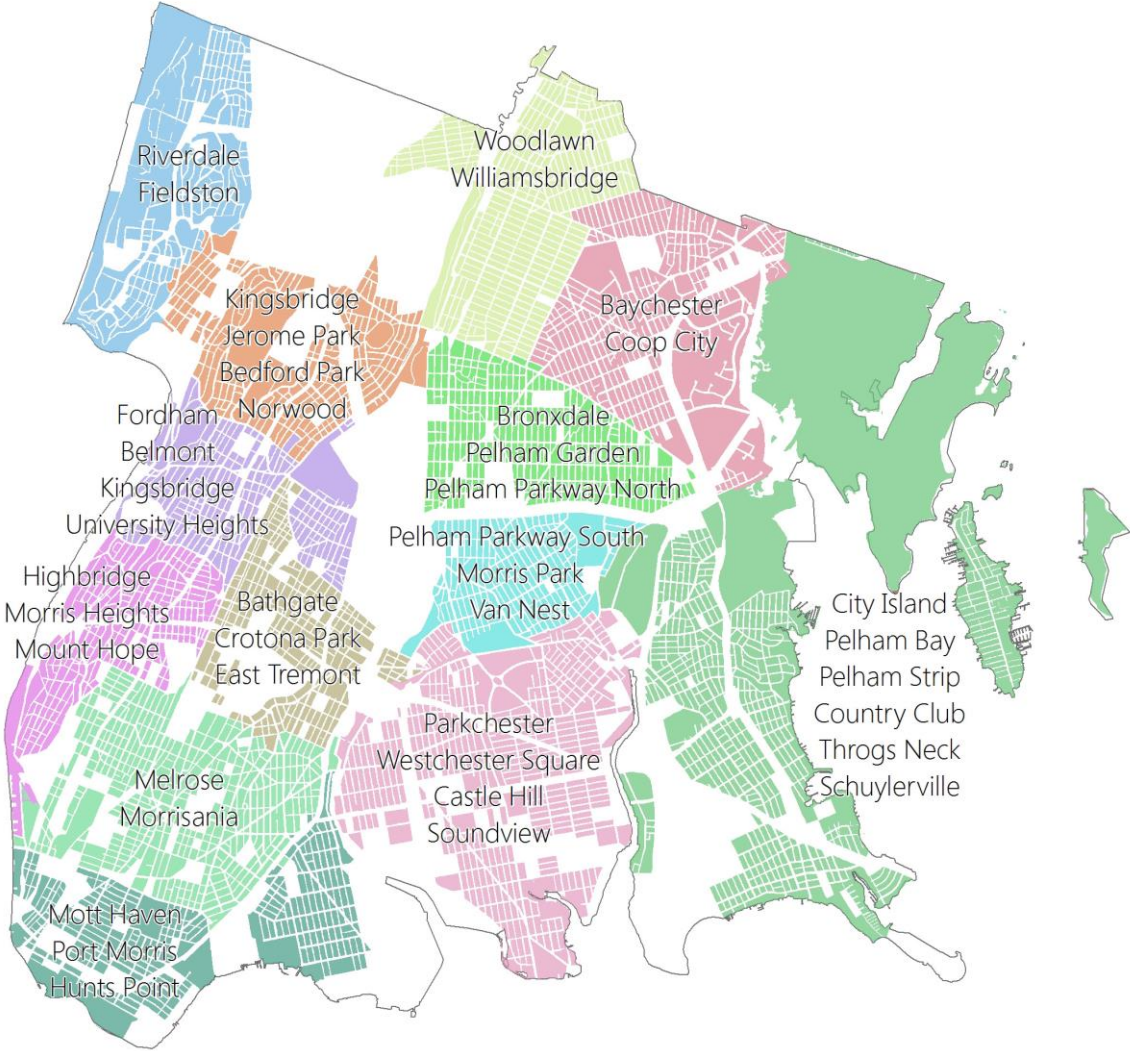 Woodlawn
Williamsbridge
Riverdale
Fieldston
Kingsbridge
Jerome Park
Bedford Park
Norwood
Baychester
Coop City
Fordham
Belmont
Kingsbridge
University Heights
Bronxdale
Pelham Garden
Pelham Parkway North
Pelham Parkway South
Morris Park
Van Nest
Highbridge
Morris Heights
Mount Hope
Bathgate
Crotona Park
East Tremont
City Island
Pelham Bay
Pelham Strip
Country Club
Throgs Neck
Schuylerville
Parkchester
Westchester Square
Castle Hill
Soundview
Melrose
Morrisania
Mott Haven
Port Morris
Hunts Point